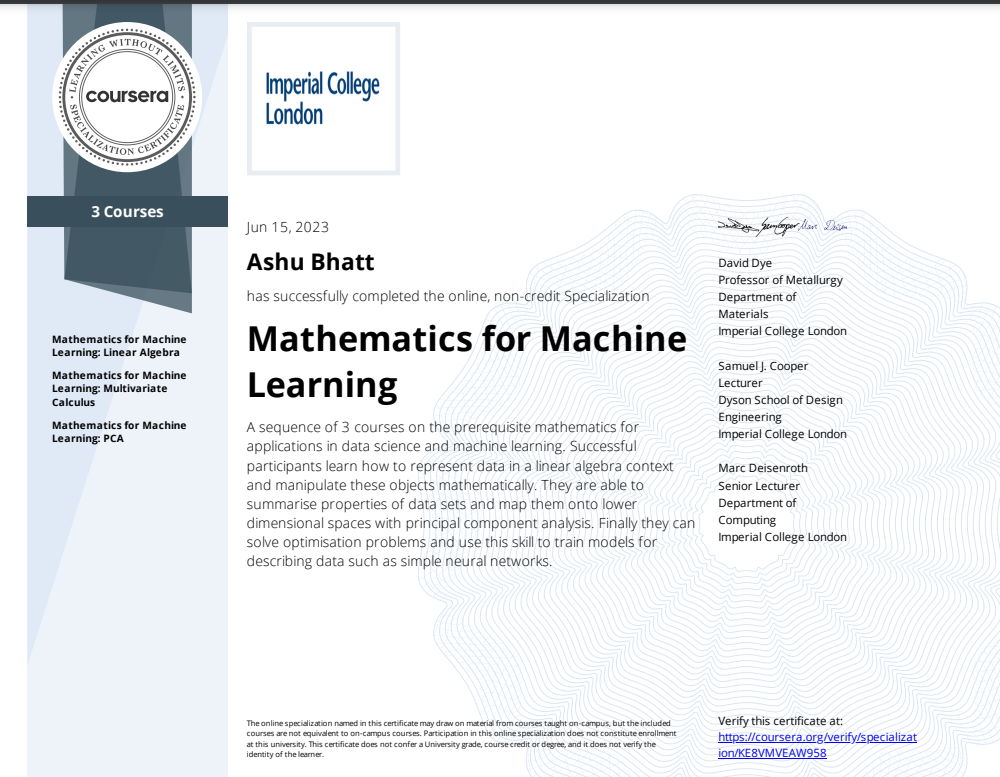 LEARNING WITHOUT LIMITS
coursera
SPECIALIZATION CERTIFICATE
3 Courses
Mathematics for Machine
Learning: Linear Algebra
Mathematics for Machine
Learning: Multivariate
Calculus
Mathematics for Machine
Learning: PCA
Imperial College
London
Jun 15, 2023
Ashu Bhatt
has successfully completed the online, non-credit Specialization
Mathematics for Machine
Learning
A sequence of 3 courses on the prerequisite mathematics for
applications in data science and machine learning. Successful
participants learn how to represent data in a linear algebra context
and manipulate these objects mathematically. They are able to
summarise properties of data sets and map them onto lower
dimensional spaces with principal component analysis. Finally they can
solve optimisation problems and use this skill to train models for
describing data such as simple neural networks.
David Dye
Professor of Metallurgy
Department of
Materials
Imperial College London
Samuel J. Cooper
Lecturer
Dyson School of Design
Engineering
Imperial College London
Marc Deisenroth
Senior Lecturer
Department of
Computing
Imperial College London
The online specialization named in this certificate may draw on material from courses taught on-campus, but the included
courses are not equivalent to on-campus courses. Participation in this online specialization does not constitute enrollment
at this university. This certificate does not confer a University grade, course credit or degree, and it does not verify the
identity of the learner.
Verify this certificate at:
https://coursera.org/verify/specializat
ion/KE8VMVEAW958